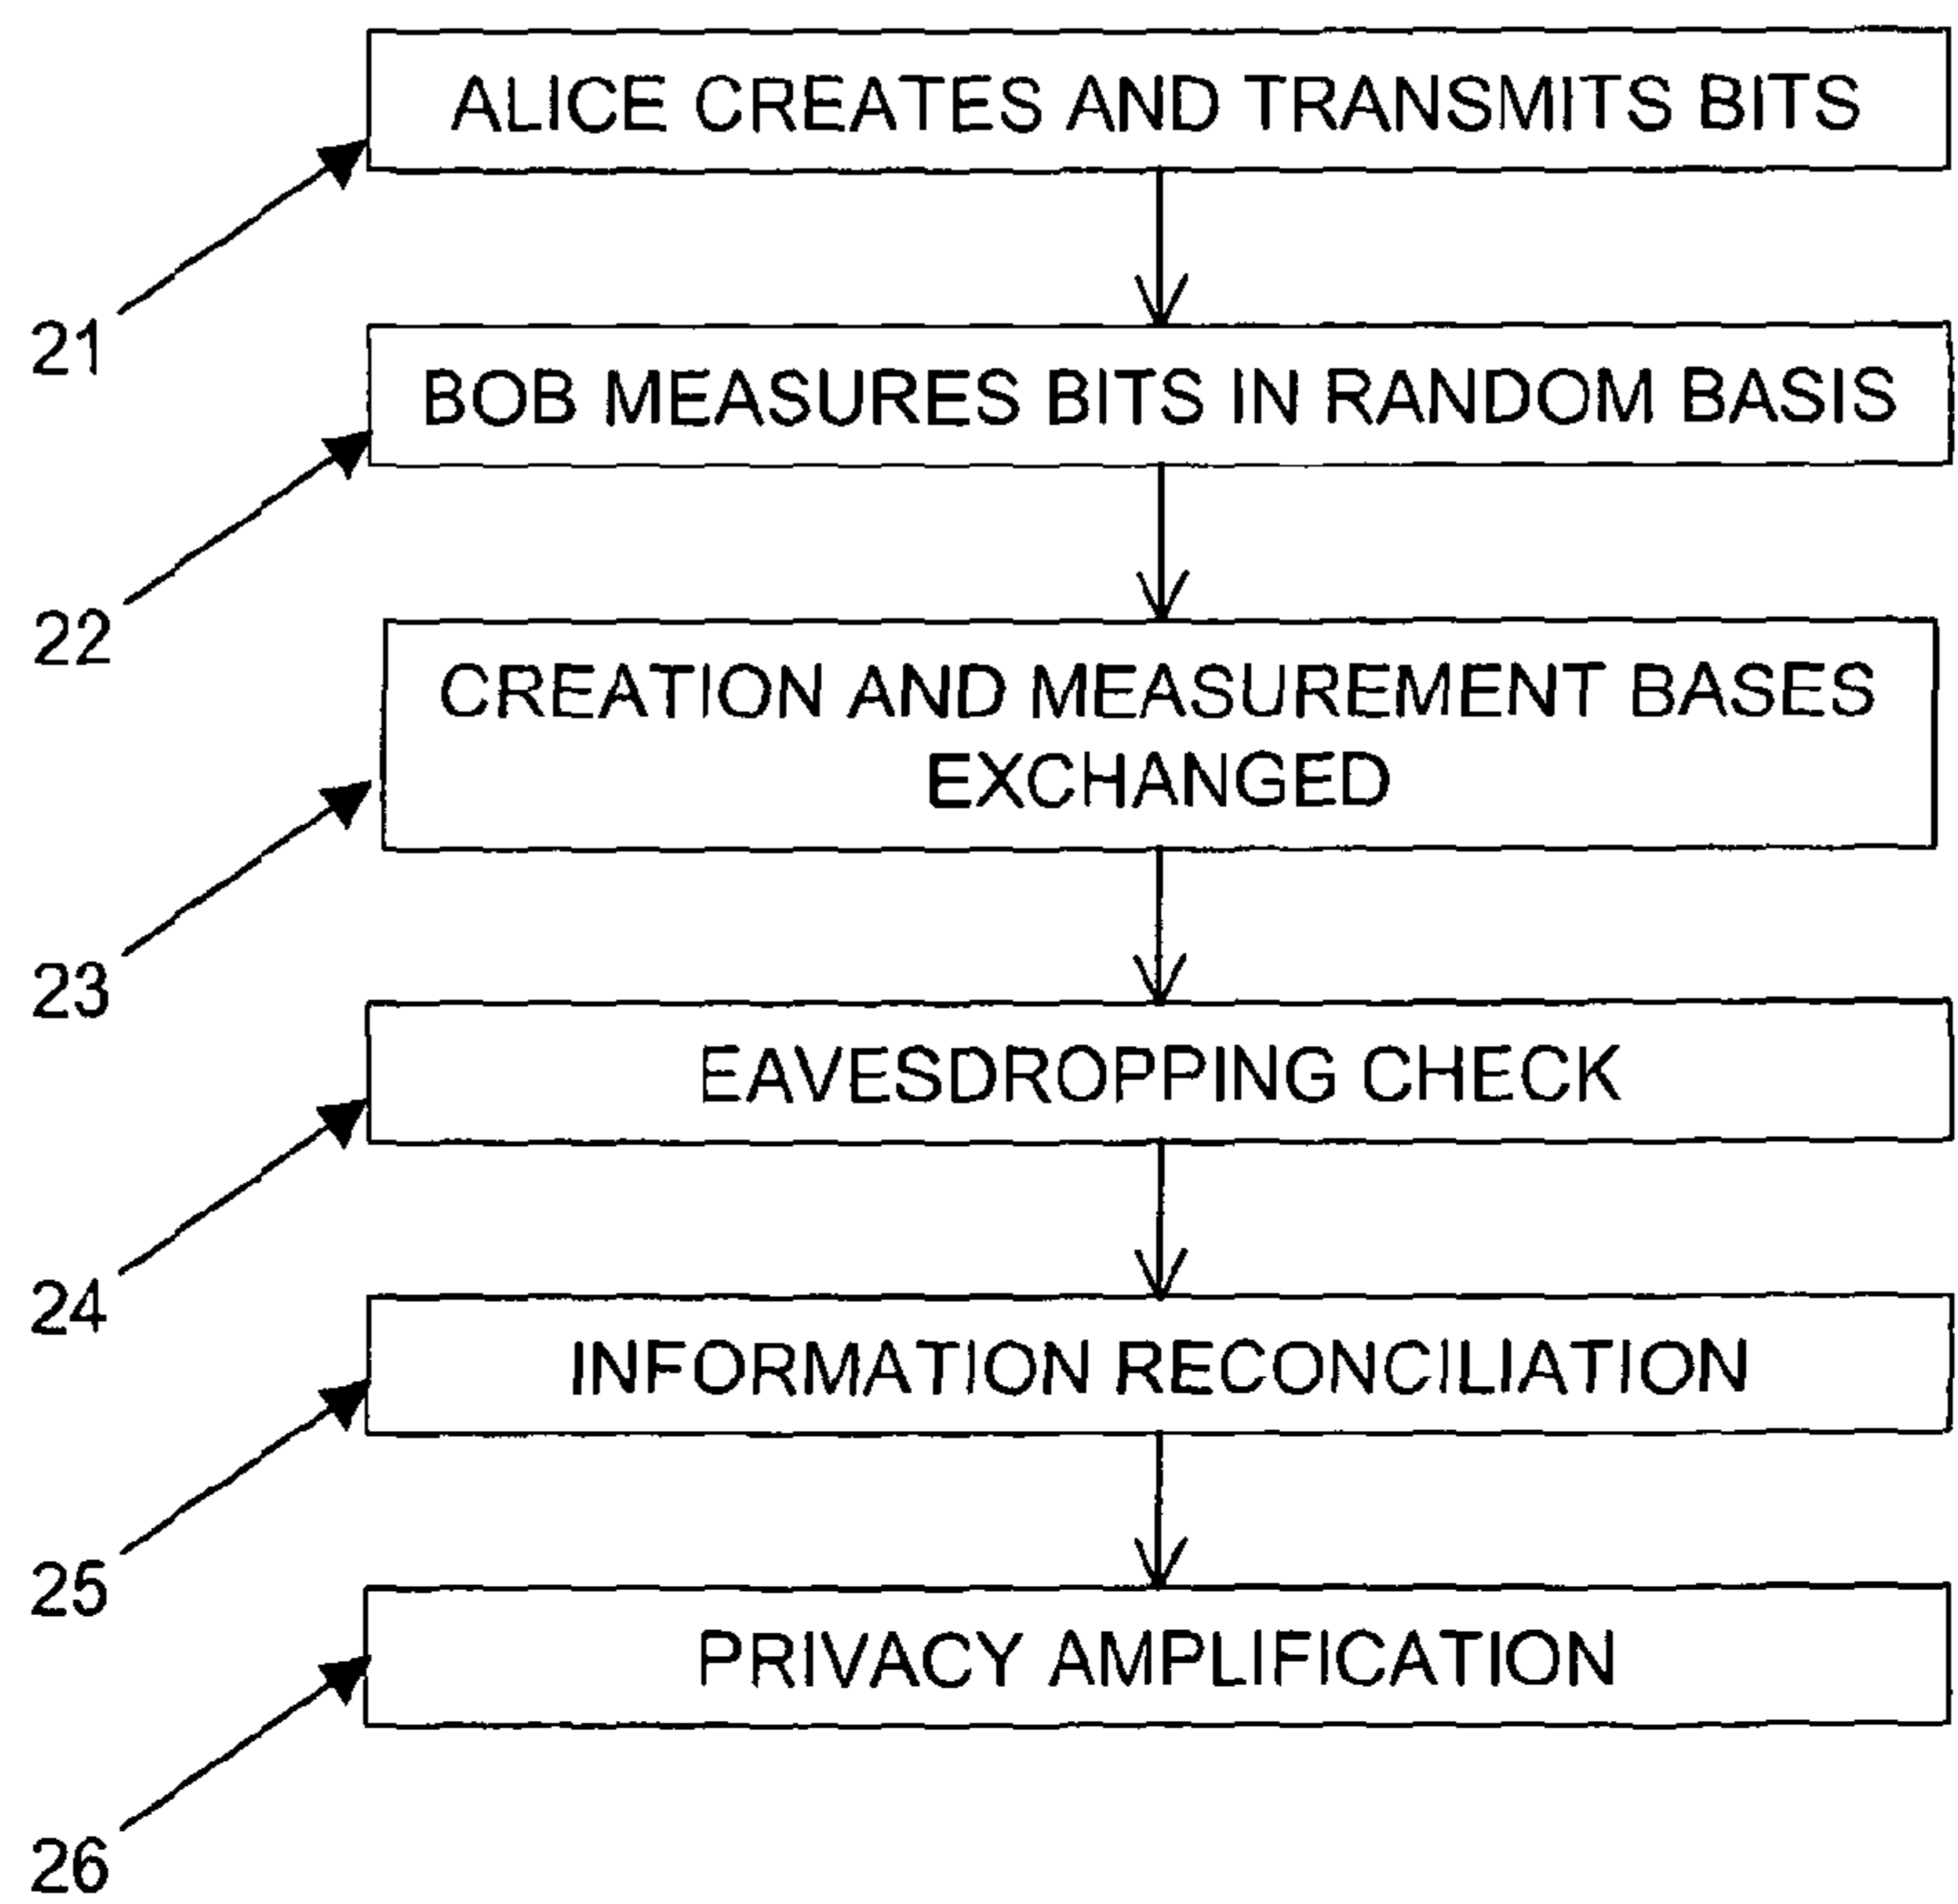 ALICE CREATES AND TRANSMITS BITS
21
BOB MEASURES BITS IN RANDOM BASIS
22
CREATION AND MEASUREMENT BASES
EXCHANGED
23
EAVESDROPPING CHECK
24
INFORMATION RECONCILIATION
25
PRIVACY AMPLIFICATION
26